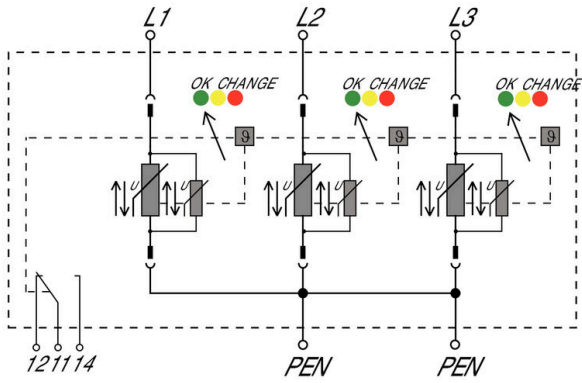 L1 L2 L3
OK CHANGE OK CHANGE OK CHANGE
ϑ ϑ ϑ
U U U U U U
12 11 14
PEN PEN